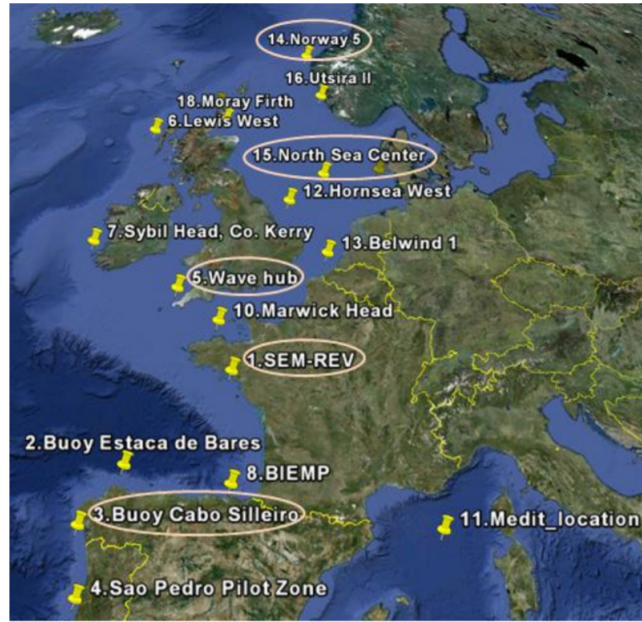 14.Norway 5
16.Utsira II
18.Moray Firth
6.Lewis West
15.North Sea Center
12.Hornsea West
7.Sybil Head, Co. Kerry
13.Belwind 1
5.Wave hub
10.Marwick Head
1.SEM-REV
2.Buoy Estaca de Bares
8.BIEMP
3.Buoy Cabo Silleiro
11.Medit_location
4.Sao Pedro Pilot Zone